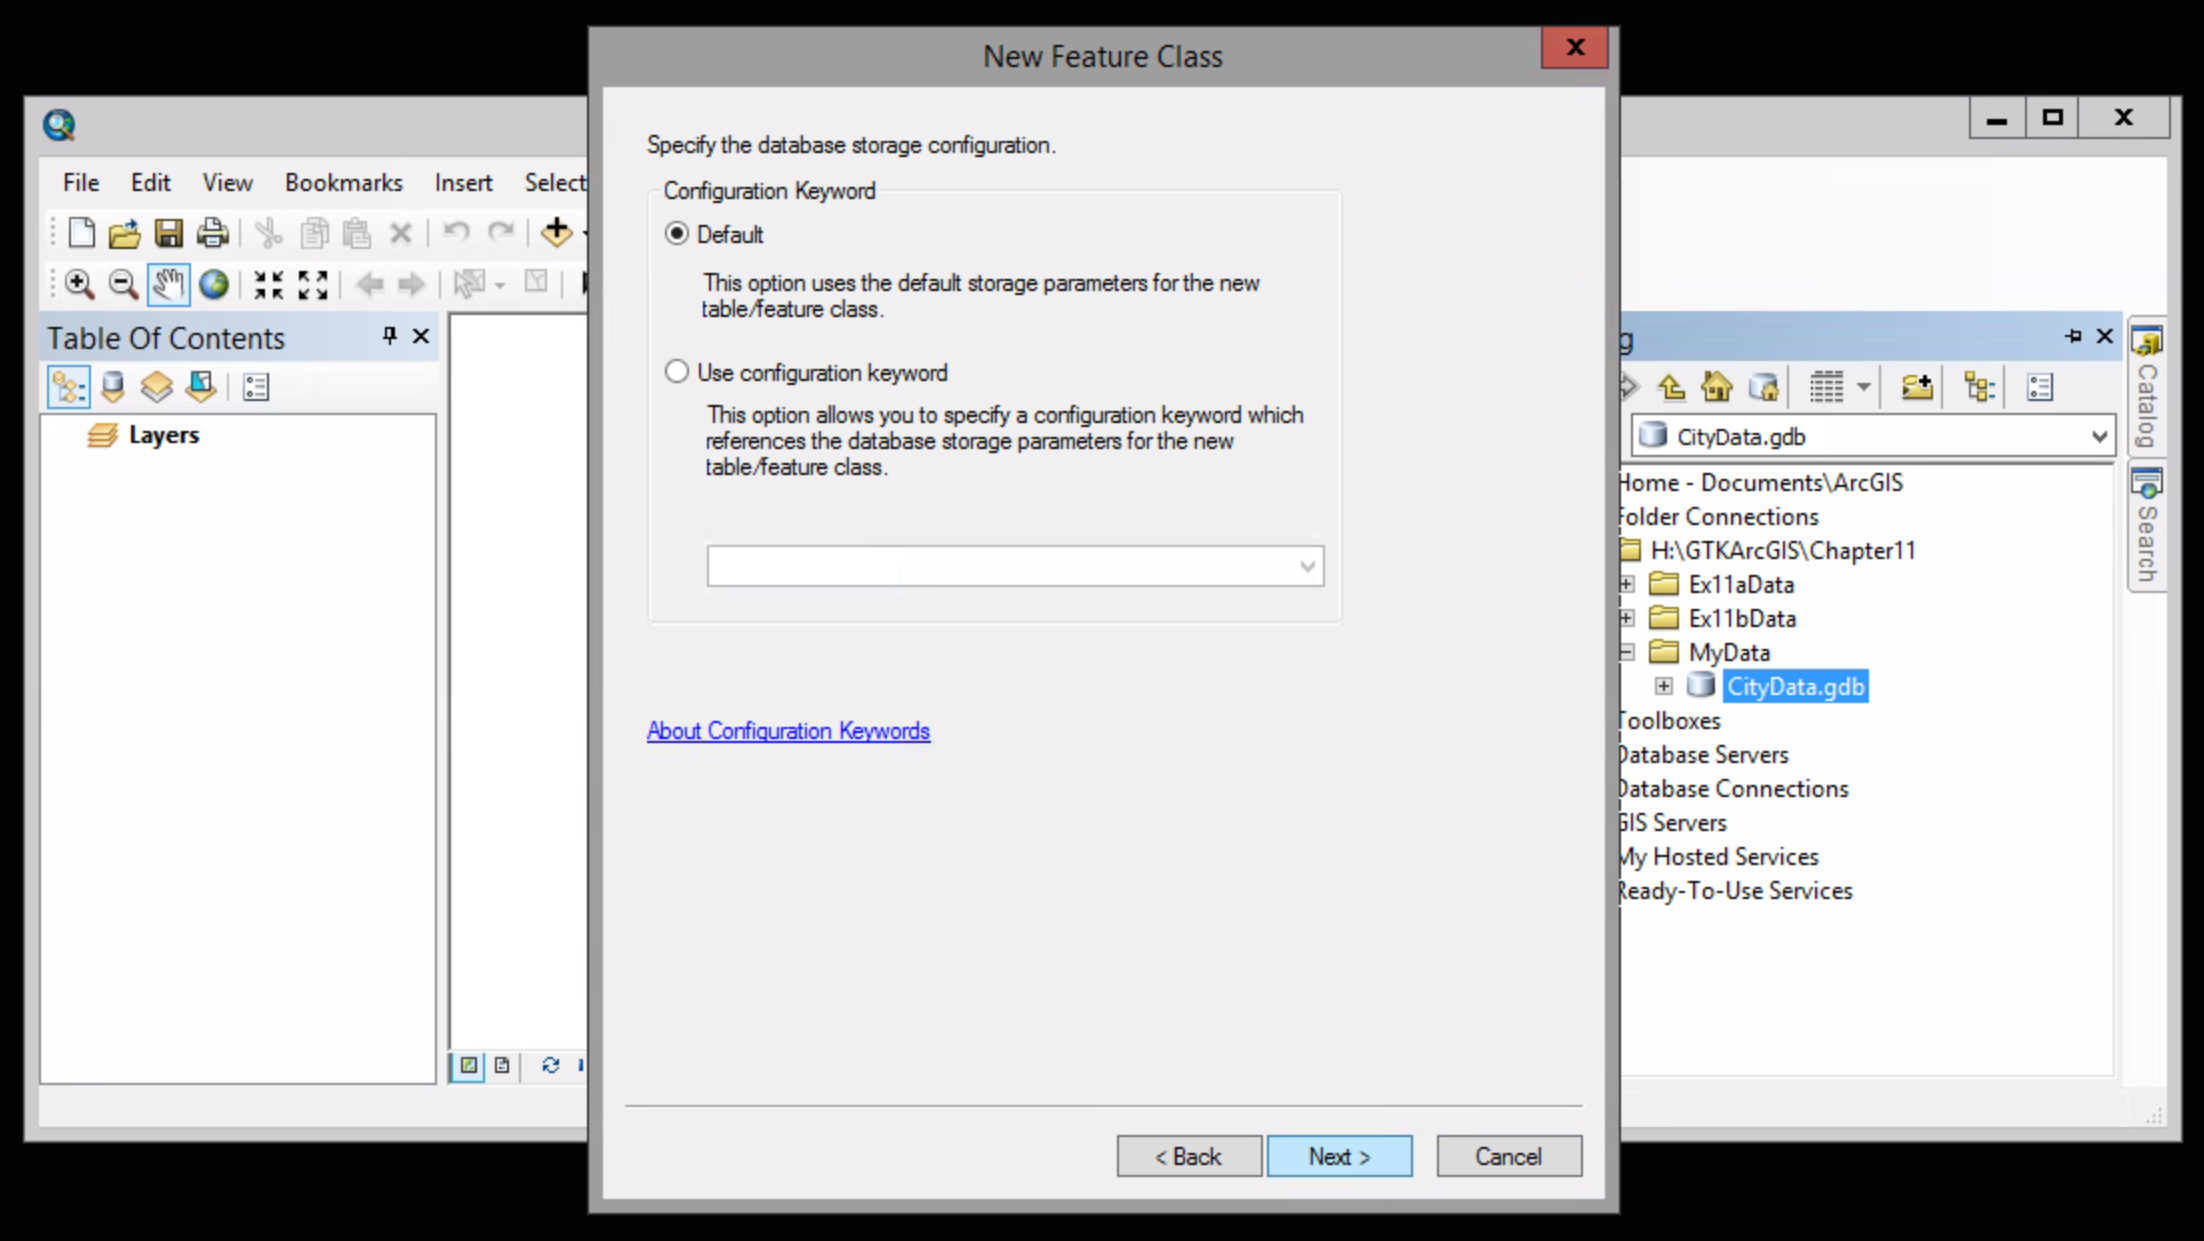 New Feature Class
File Edit View Bookmarks Insert Select
Table Of Contents
Layers
Specify the database storage configuration.
Configuration Keyword
Default
This option uses the default storage parameters for the new
table/feature class.
Use configuration keyword
This option allows you to specify a configuration keyword which
references the database storage parameters for the new
table/feature class.
About Configuration Keywords
< Back
Next >
Cancel
g
CityData.gdb
Home - Documents\ArcGIS
Folder Connections
H:\GTKArcGIS\Chapter11
Ex11aData
Ex11bData
MyData
CityData.gdb
Toolboxes
Database Servers
Database Connections
GIS Servers
My Hosted Services
Ready-To-Use Services
Catalog
Search